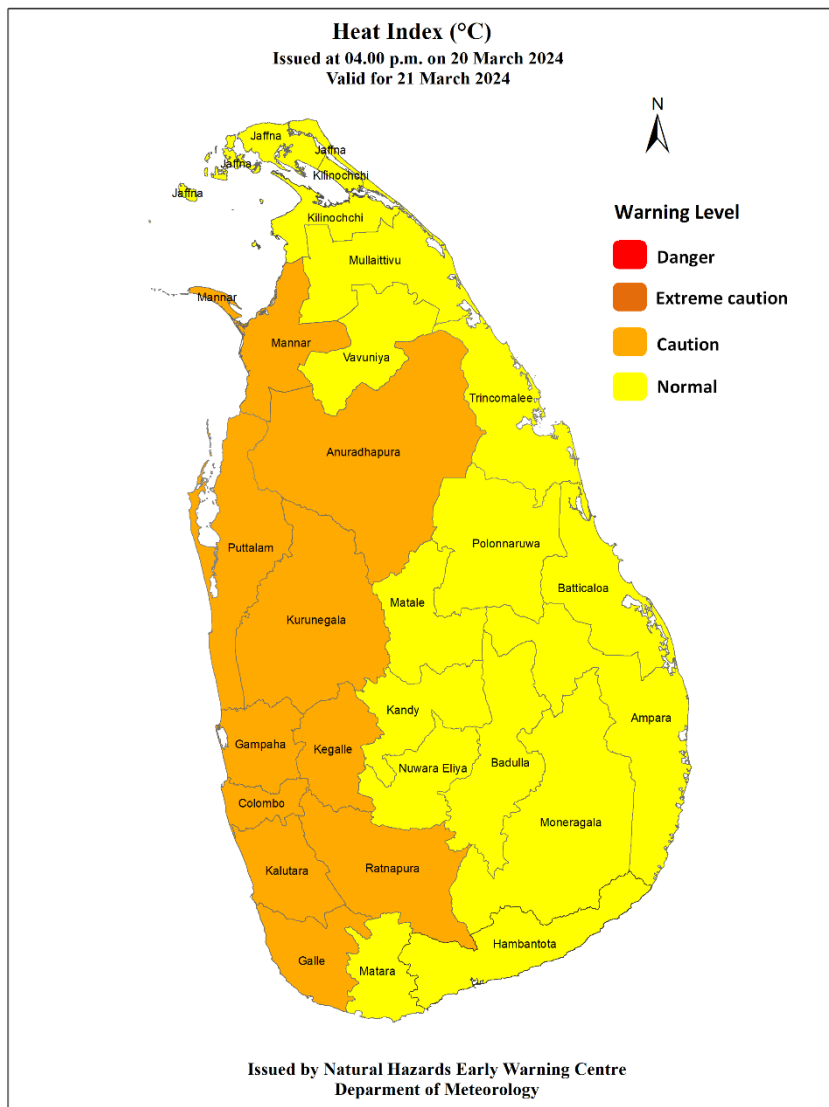 Heat Index (°C)
Issued at 04.00 p.m. on 20 March 2024
Valid for 21 March 2024
N
Warning Level
Danger
Extreme caution
Caution
Normal
Jaffna
Jaffna
Jaffna
Kilinochchi
Jaffna
Kilinochchi
Mullaittivu
Mannar
Mannar
Vavuniya
Trincomalee
Anuradhapura
Polonnaruwa
Puttalam
Batticaloa
Matale
Kurunegala
Kandy
Ampara
Gampaha
Kegalle
Nuwara Eliya
Badulla
Colombo
Moneragala
Kalutara
Ratnapura
Hambantota
Galle
Matara
Issued by Natural Hazards Early Warning Centre
Deparment of Meteorology